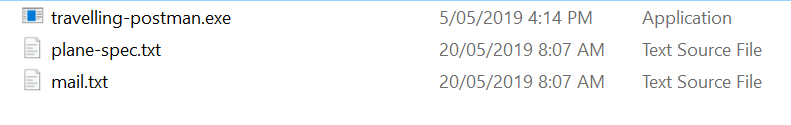 travelling-postman.exe 5/05/2019 4:14 PM Application
plane-spec.txt 20/05/2019 8:07 AM Text Source File
mail.txt 20/05/2019 8:07 AM Text Source File